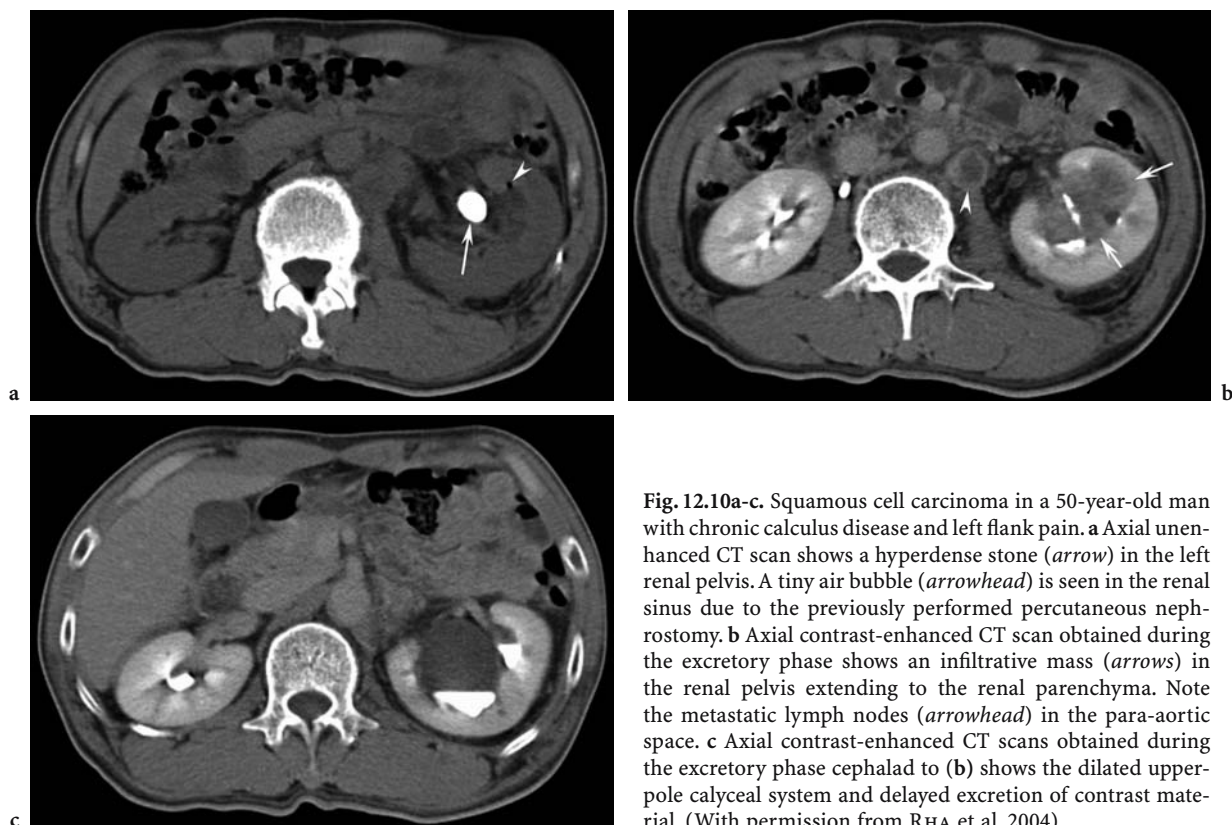 a
b
c
Fig. 12.10a-c. Squamous cell carcinoma in a 50-year-old man
with chronic calculus disease and left flank pain. a Axial unen-
hanced CT scan shows a hyperdense stone (arrow) in the left
renal pelvis. A tiny air bubble (arrowhead) is seen in the renal
sinus due to the previously performed percutaneous neph-
rostomy. b Axial contrast-enhanced CT scan obtained during
the excretory phase shows an infiltrative mass (arrows) in
the renal pelvis extending to the renal parenchyma. Note
the metastatic lymph nodes (arrowhead) in the para-aortic
space. c Axial contrast-enhanced CT scans obtained during
the excretory phase cephalad to (b) shows the dilated upper-
pole calyceal system and delayed excretion of contrast mate-
rial. (With permission from RHA et al. 2004)